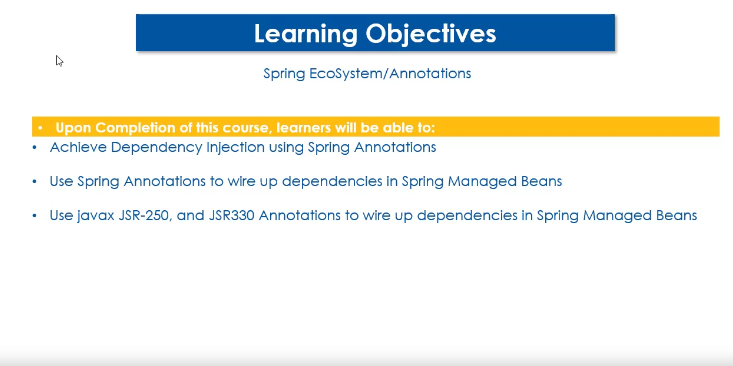 Learning Objectives
Spring EcoSystem/Annotations
• Upon Completion of this course, learners will be able to:
• Achieve Dependency Injection using Spring Annotations
• Use Spring Annotations to wire up dependencies in Spring Managed Beans
• Use javax JSR-250, and JSR330 Annotations to wire up dependencies in Spring Managed Beans